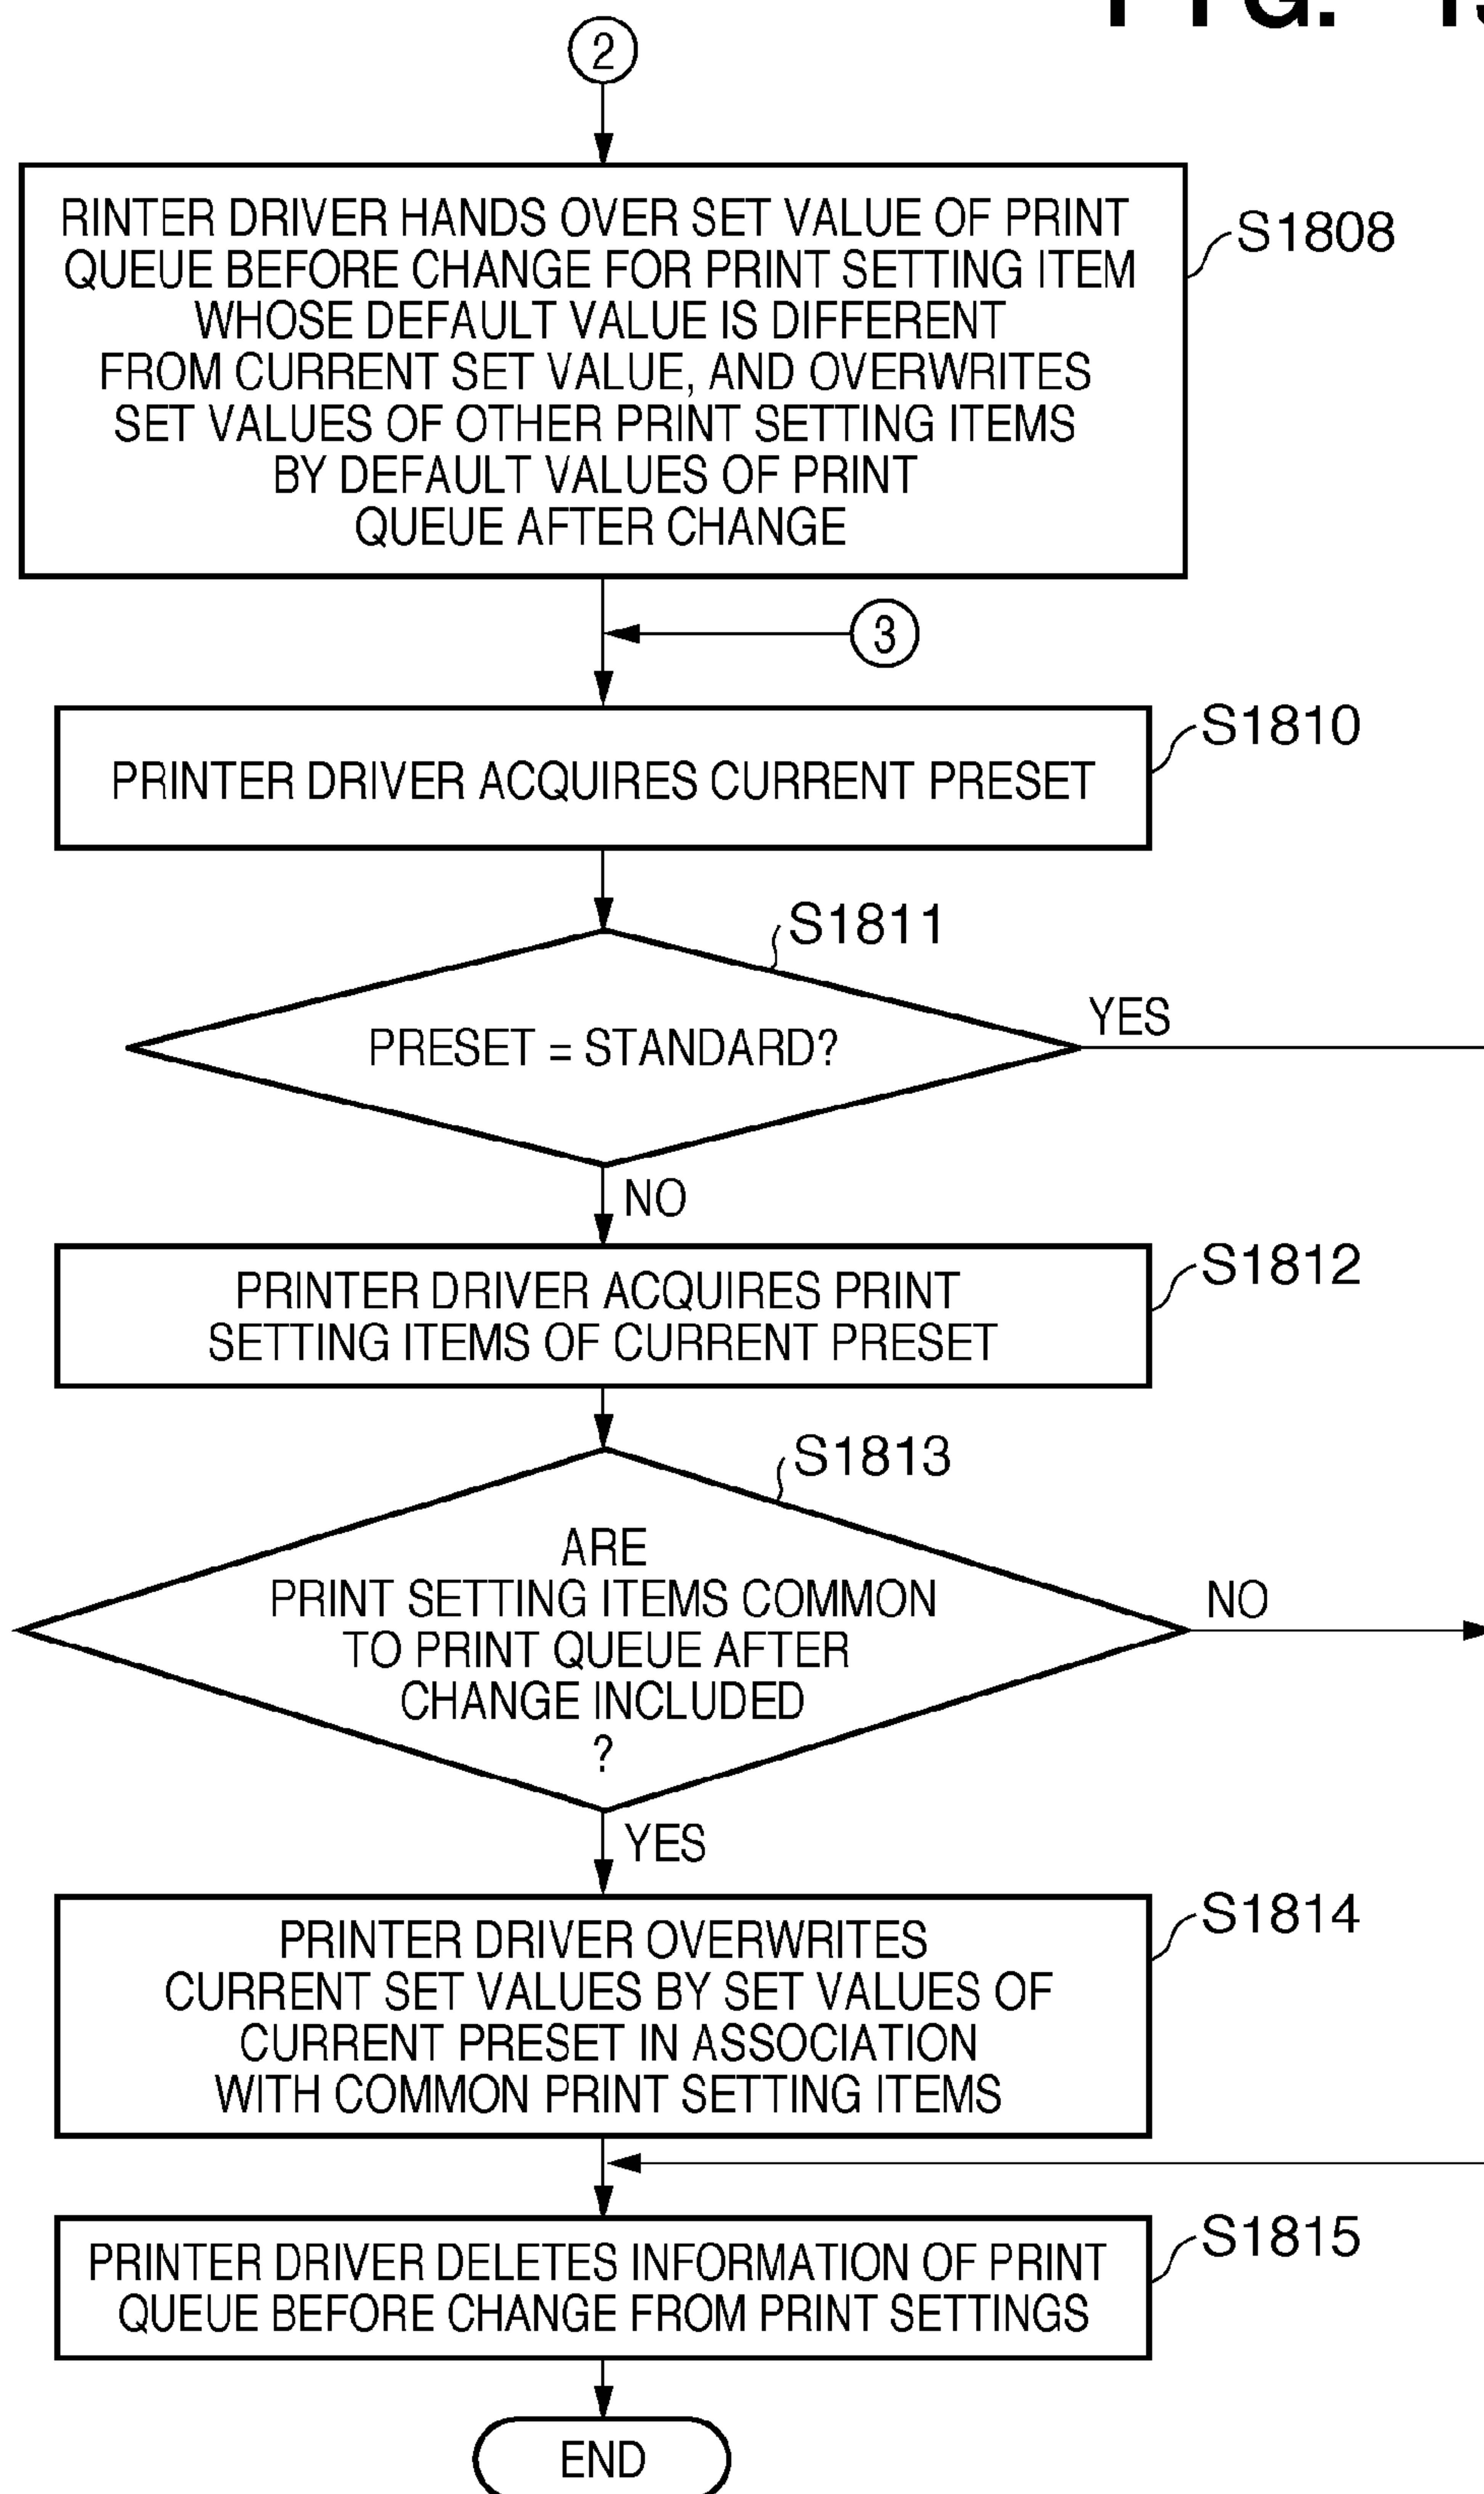 FIG.
2
RINTER DRIVER HANDS OVER SET VALUE OF PRINT
QUEUE BEFORE CHANGE FOR PRINT SETTING ITEM
WHOSE DEFAULT VALUE IS DIFFERENT
FROM CURRENT SET VALUE, AND OVERWRITES
SET VALUES OF OTHER PRINT SETTING ITEMS
BY DEFAULT VALUES OF PRINT
QUEUE AFTER CHANGE
S1808
3
PRINTER DRIVER ACQUIRES CURRENT PRESET
S1810
S1811
PRESET = STANDARD?
YES
NO
PRINTER DRIVER ACQUIRES PRINT
SETTING ITEMS OF CURRENT PRESET
S1812
S1813
ARE
PRINT SETTING ITEMS COMMON
TO PRINT QUEUE AFTER
CHANGE INCLUDED
?
NO
YES
PRINTER DRIVER OVERWRITES
CURRENT SET VALUES BY SET VALUES OF
CURRENT PRESET IN ASSOCIATION
WITH COMMON PRINT SETTING ITEMS
S1814
PRINTER DRIVER DELETES INFORMATION OF PRINT
QUEUE BEFORE CHANGE FROM PRINT SETTINGS
S1815
END